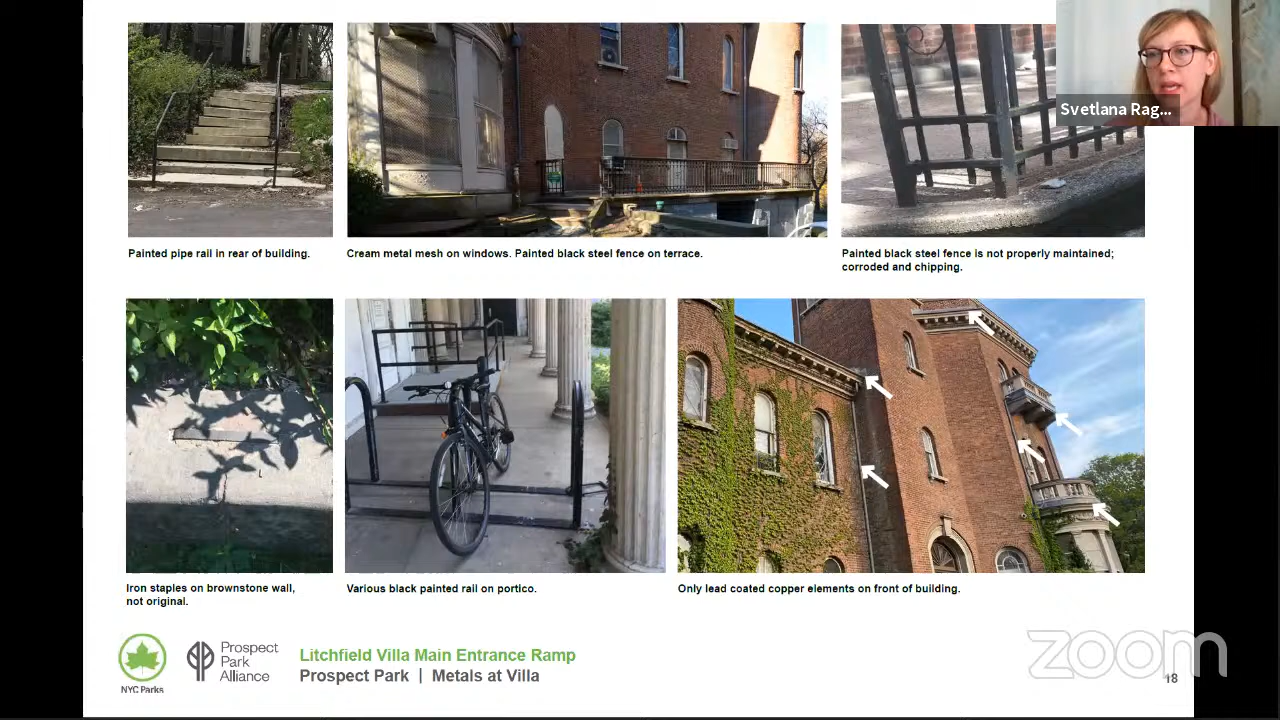 Svetlana Rag...
Painted pipe rail in rear of building.
Cream metal mesh on windows. Painted black steel fence on terrace.
Painted black steel fence is not properly maintained;
corroded and chipping.
Iron staples on brownstone wall,
not original.
Various black painted rail on portico.
Only lead coated copper elements on front of building.
NYC Parks
Prospect
Park
Alliance
Litchfield Villa Main Entrance Ramp
Prospect Park | Metals at Villa
zoom
18